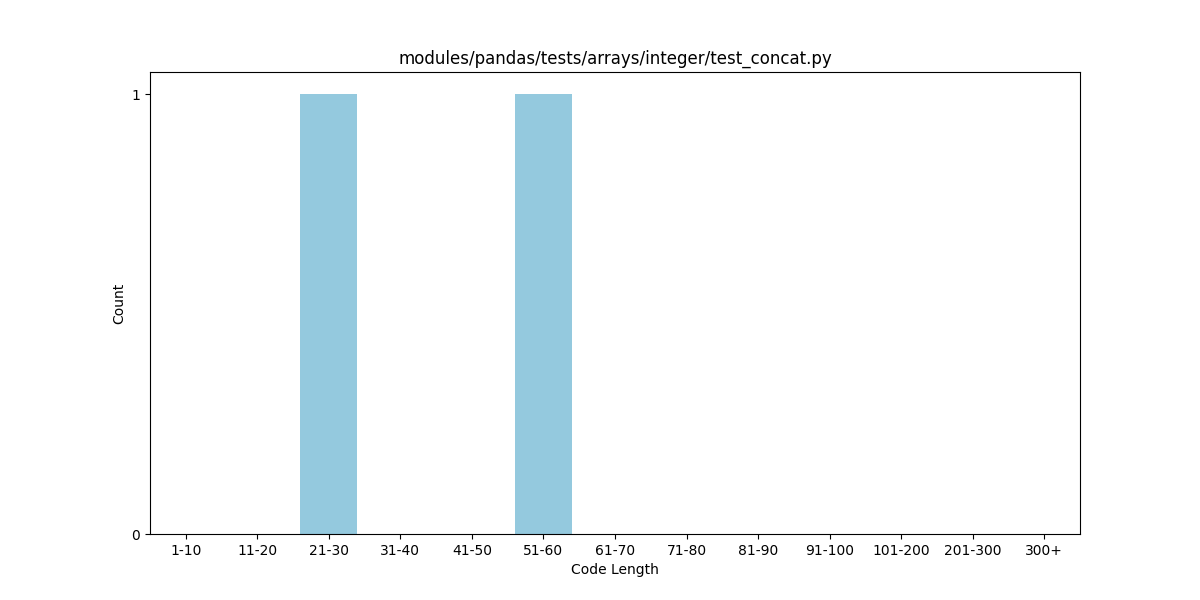 modules/pandas/tests/arrays/integer/test_concat.py
1
Count
0
1-10 11-20 21-30 31-40 41-50 51-60 61-70 71-80 81-90 91-100 101-200 201-300 300+
Code Length